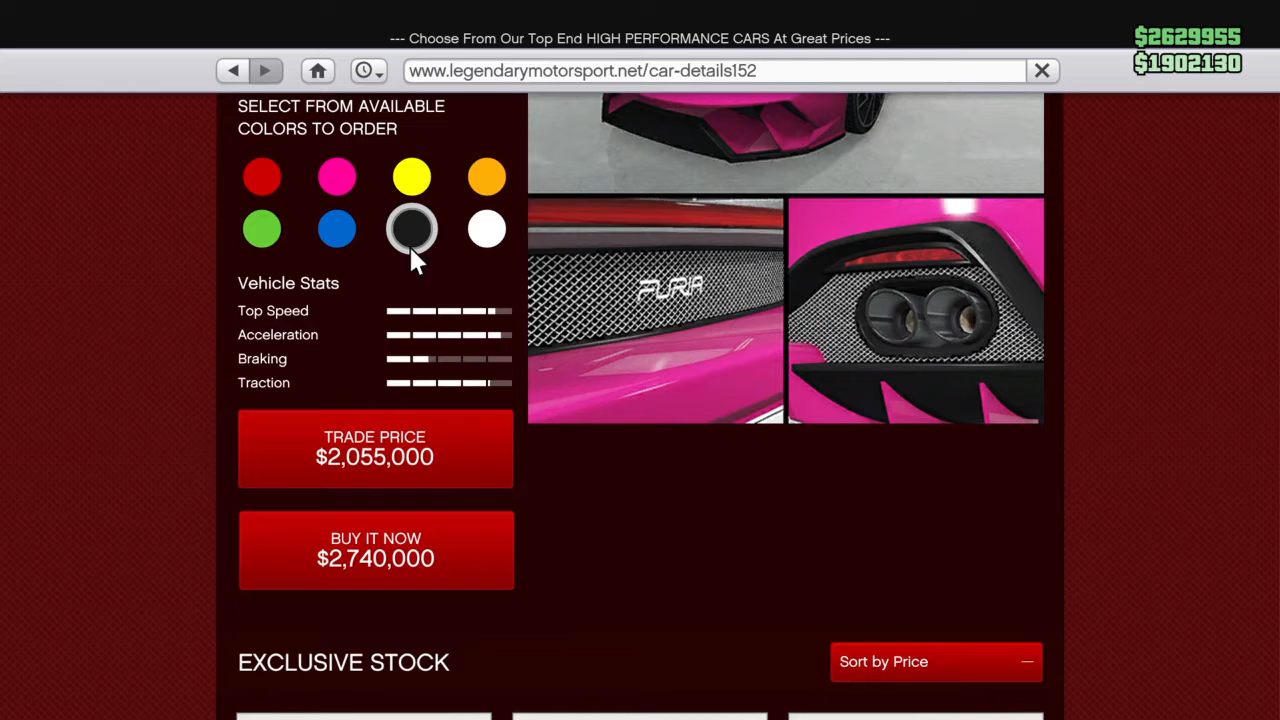 --- Choose From Our Top End HIGH PERFORMANCE CARS At Great Prices ---
$2629955
$1902130
www.legendarymotorsport.net/car-details152
SELECT FROM AVAILABLE
COLORS TO ORDER
FURIA
Vehicle Stats
Top Speed
Acceleration
Braking
Traction
TRADE PRICE
$2,055,000
BUY IT NOW
$2,740,000
EXCLUSIVE STOCK
Sort by Price